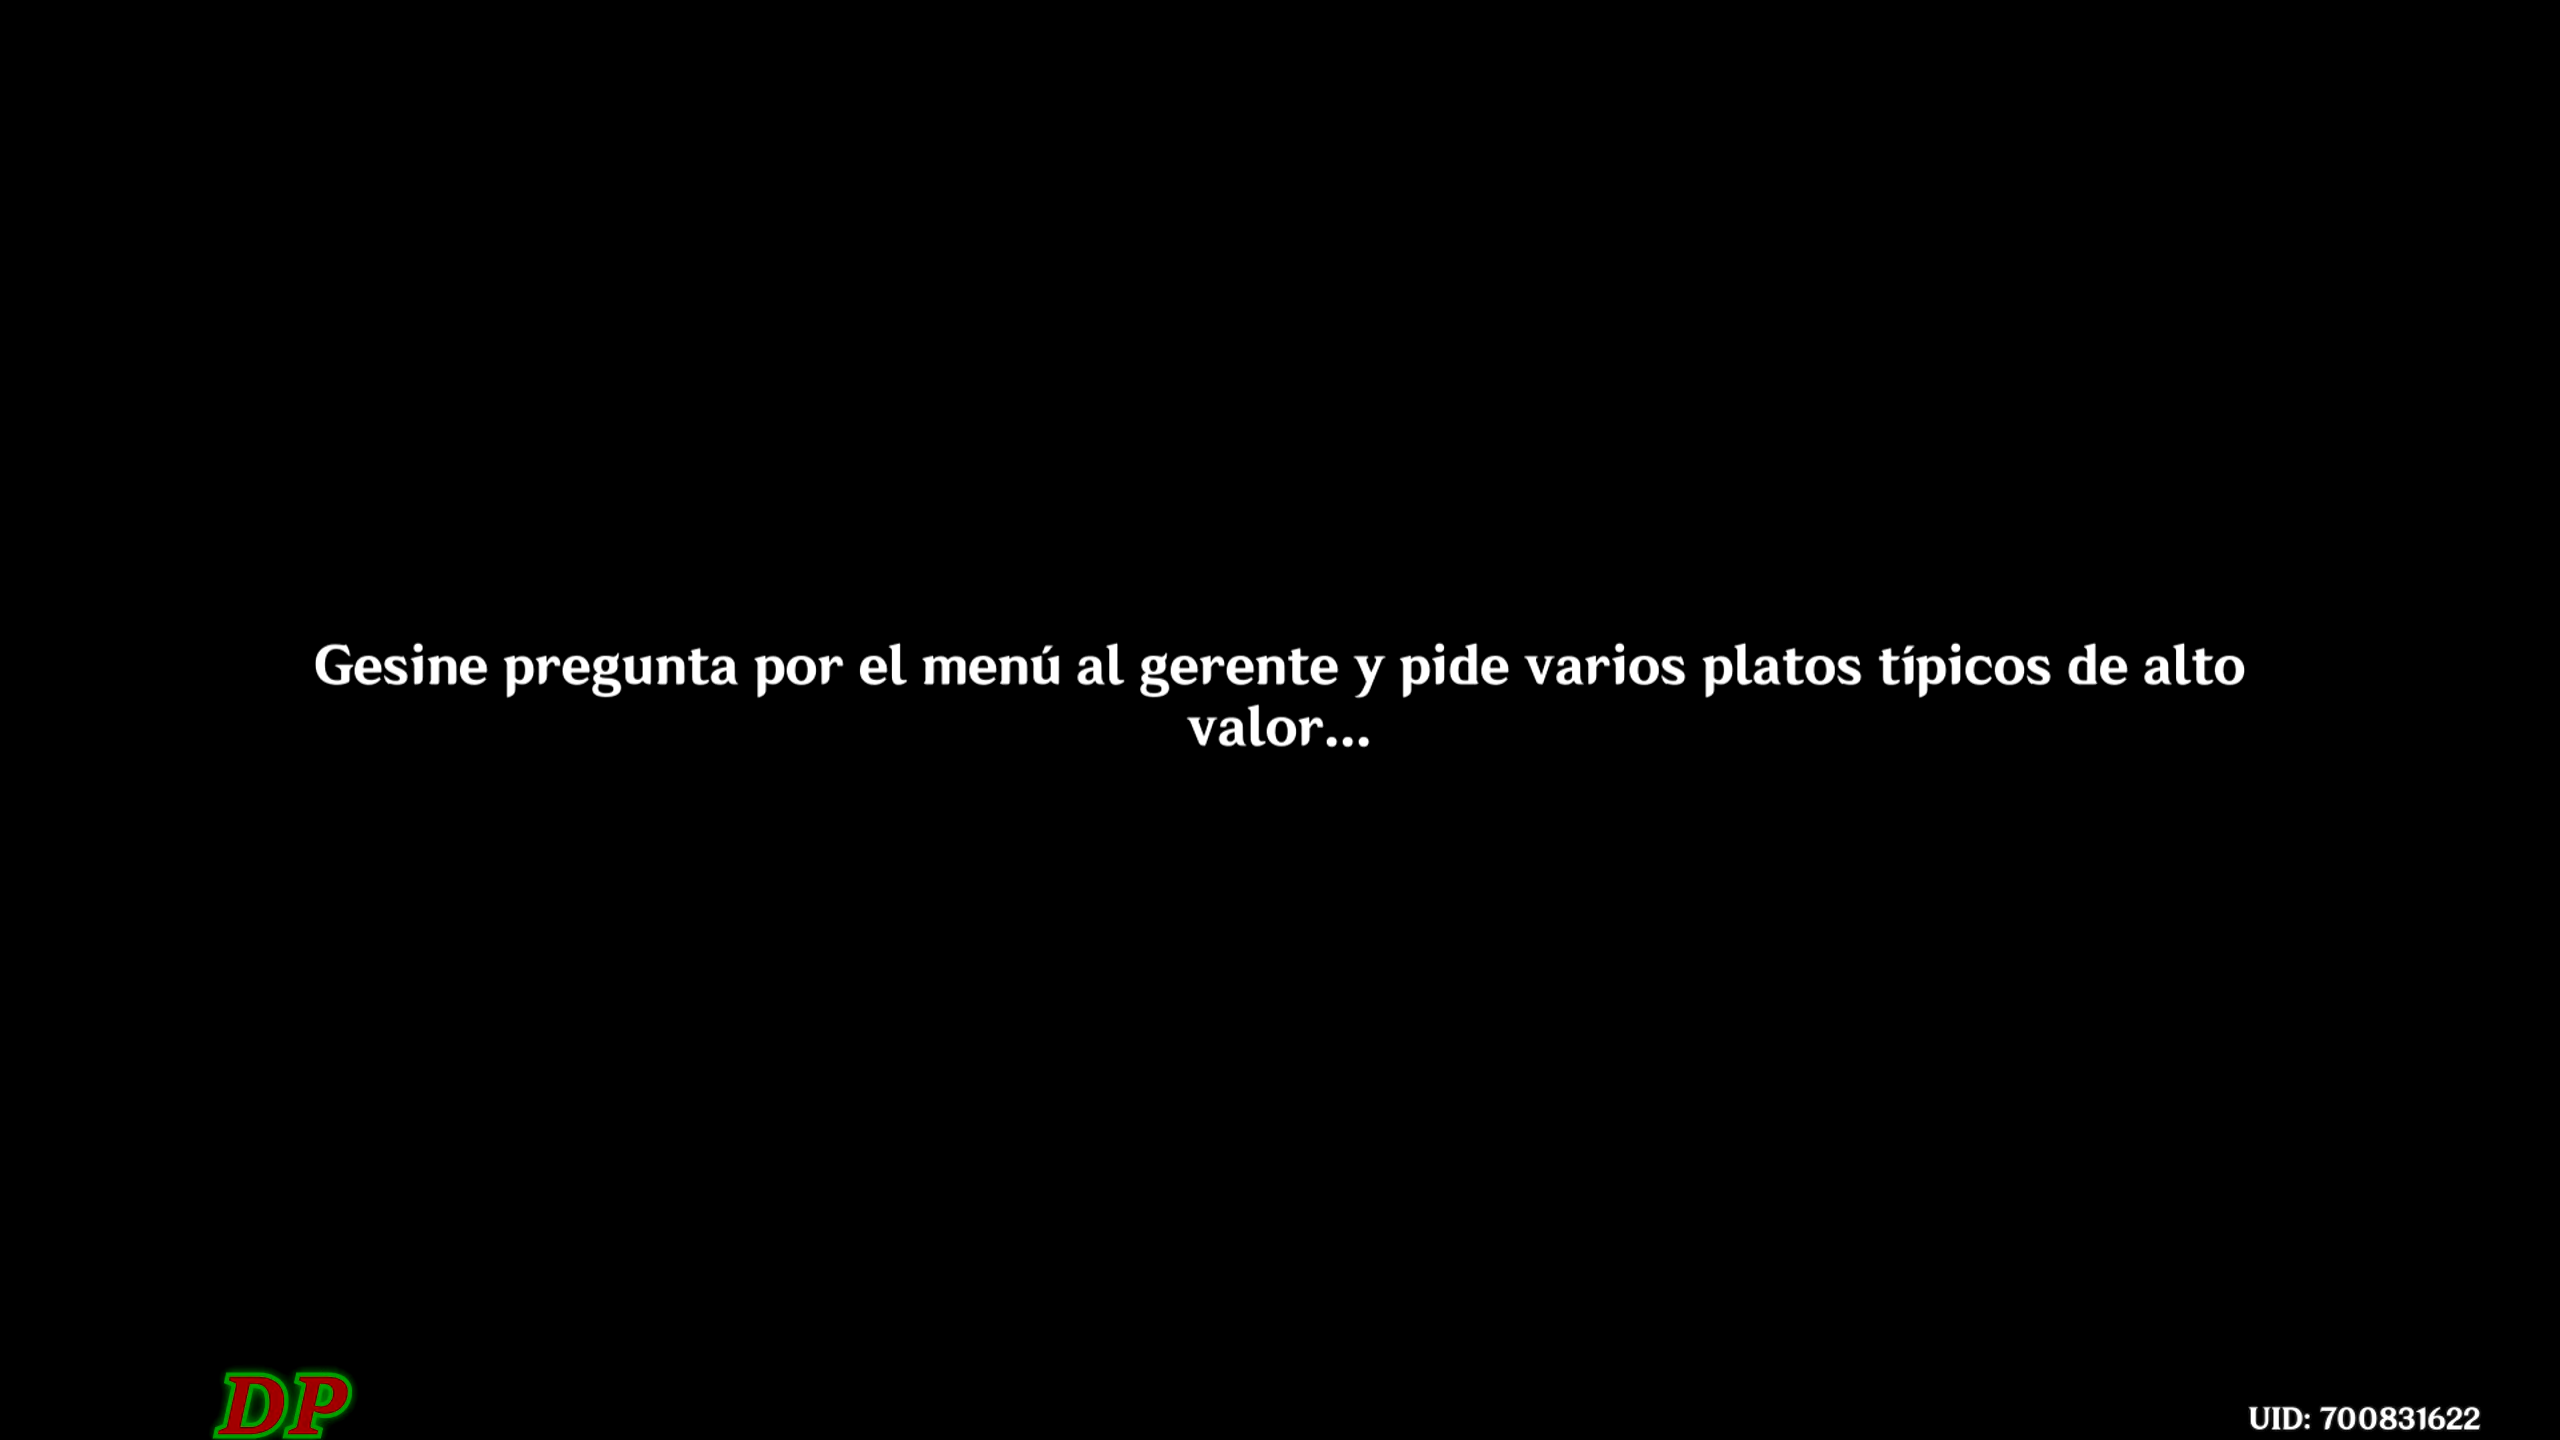 Gesine pregunta por el menú al gerente y pide varios platos típicos de alto
valor...
DP
UID: 700831622